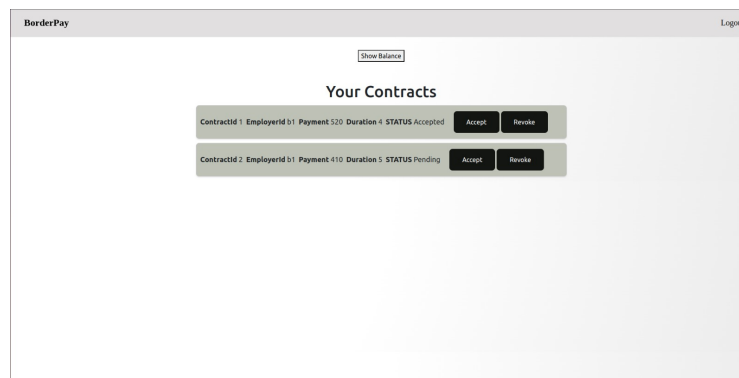 BorderPay
Show Balance
Your Contracts
ContractId 1 EmployerId b1 Payment 520 Duration 4 STATUS Accepted Accept Revoke
ContractId 2 EmployerId b1 Payment 410 Duration 5 STATUS Pending Accept Revoke